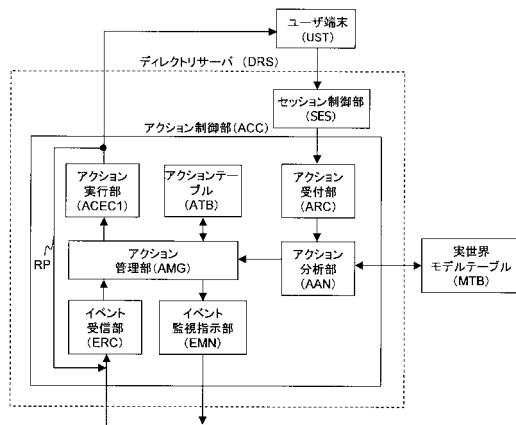 ユーザ端末
(UST)
ディレクトリサーバ (DRS)
セッション制御部
(SES)
アクション制御部(ACC)
アクション
実行部
(ACEC1)
アクションテー
ブル
(ATB)
アクション
受付部
(ARC)
RP
アクション
管理部(AMG)
アクション
分析部
(AAN)
実世界
モデルテーブル
(MTB)
イベント
受信部
(ERC)
イベント
監視指示部
(EMN)